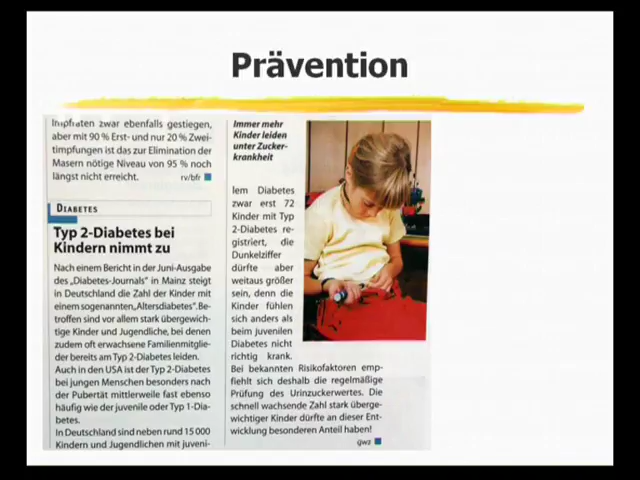 Prävention
Impfraten zwar ebenfalls gestiegen,
aber mit 90 % Erst- und nur 20 % Zwei-
timpfungen ist das zur Elimination der
Masern nötige Niveau von 95 % noch
längst nicht erreicht. rv/bfr
DIABETES
Typ 2-Diabetes bei
Kindern nimmt zu
Nach einem Bericht in der Juni-Ausgabe
des „Diabetes-Journals" in Mainz steigt
in Deutschland die Zahl der Kinder mit
einem sogenannten „Altersdiabetes". Be-
troffen sind vor allem stark übergewich-
tige Kinder und Jugendliche, bei denen
zudem oft erwachsene Familienmitglie-
der bereits am Typ 2-Diabetes leiden.
Auch in den USA ist der Typ 2-Diabetes
bei jungen Menschen besonders nach
der Pubertät mittlerweile fast ebenso
häufig wie der juvenile oder Typ 1-Dia-
betes.
In Deutschland sind neben rund 15 000
Kindern und Jugendlichen mit juveni-
Immer mehr
Kinder leiden
unter Zucker-
krankheit
lem Diabetes
zwar erst 72
Kinder mit Typ
2-Diabetes re-
gistriert, die
Dunkelziffer
dürfte aber
weitaus größer
sein, denn die
Kinder fühlen
sich anders als
beim juvenilen
Diabetes nicht
richtig krank.
Bei bekannten Risikofaktoren emp-
fiehlt sich deshalb die regelmäßige
Prüfung des Urinzuckerwertes. Die
schnell wachsende Zahl stark überge-
wichtiger Kinder dürfte an dieser Ent-
wicklung besonderen Anteil haben!
gwz